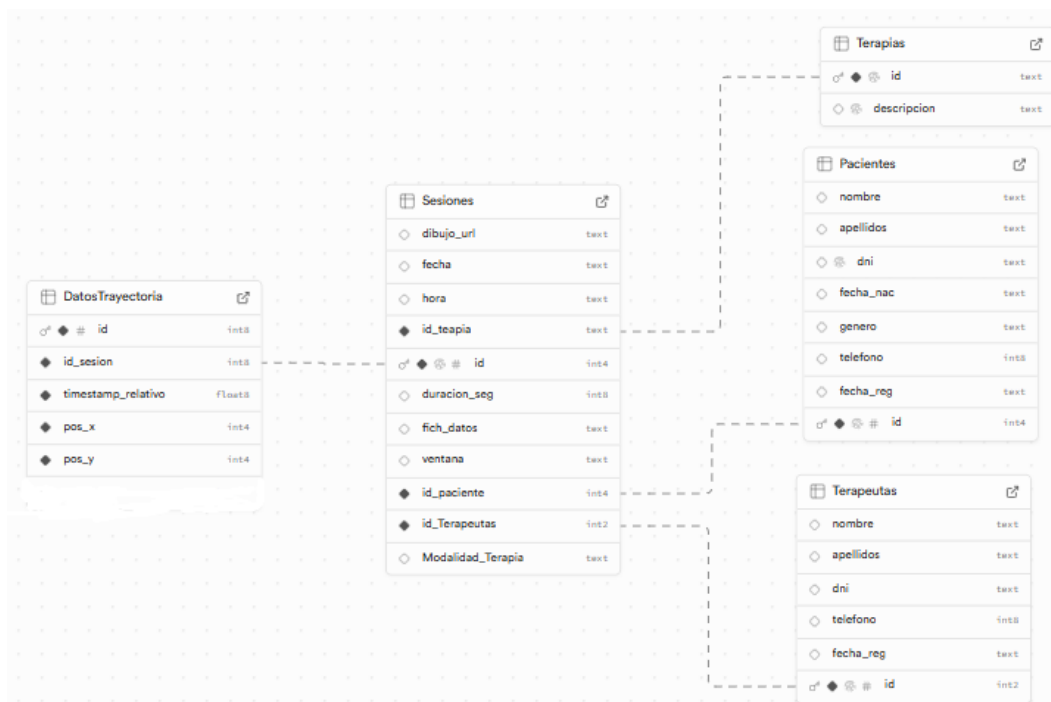 Terapias
id text
descripcion text
Pacientes
nombre text
apellidos text
dni text
fecha_nac text
genero text
telefono int8
fecha_reg text
id int4
Sesiones
dibujo_url text
fecha text
hora text
id_teapia text
id int4
duracion_seg int8
fich_datos text
ventana text
id_paciente int4
id_Terapeutas int2
Modalidad_Terapia text
DatosTrayectoria
id int8
id_sesion int8
timestamp_relativo float8
pos_x int4
pos_y int4
Terapeutas
nombre text
apellidos text
dni text
telefono int8
fecha_reg text
id int2